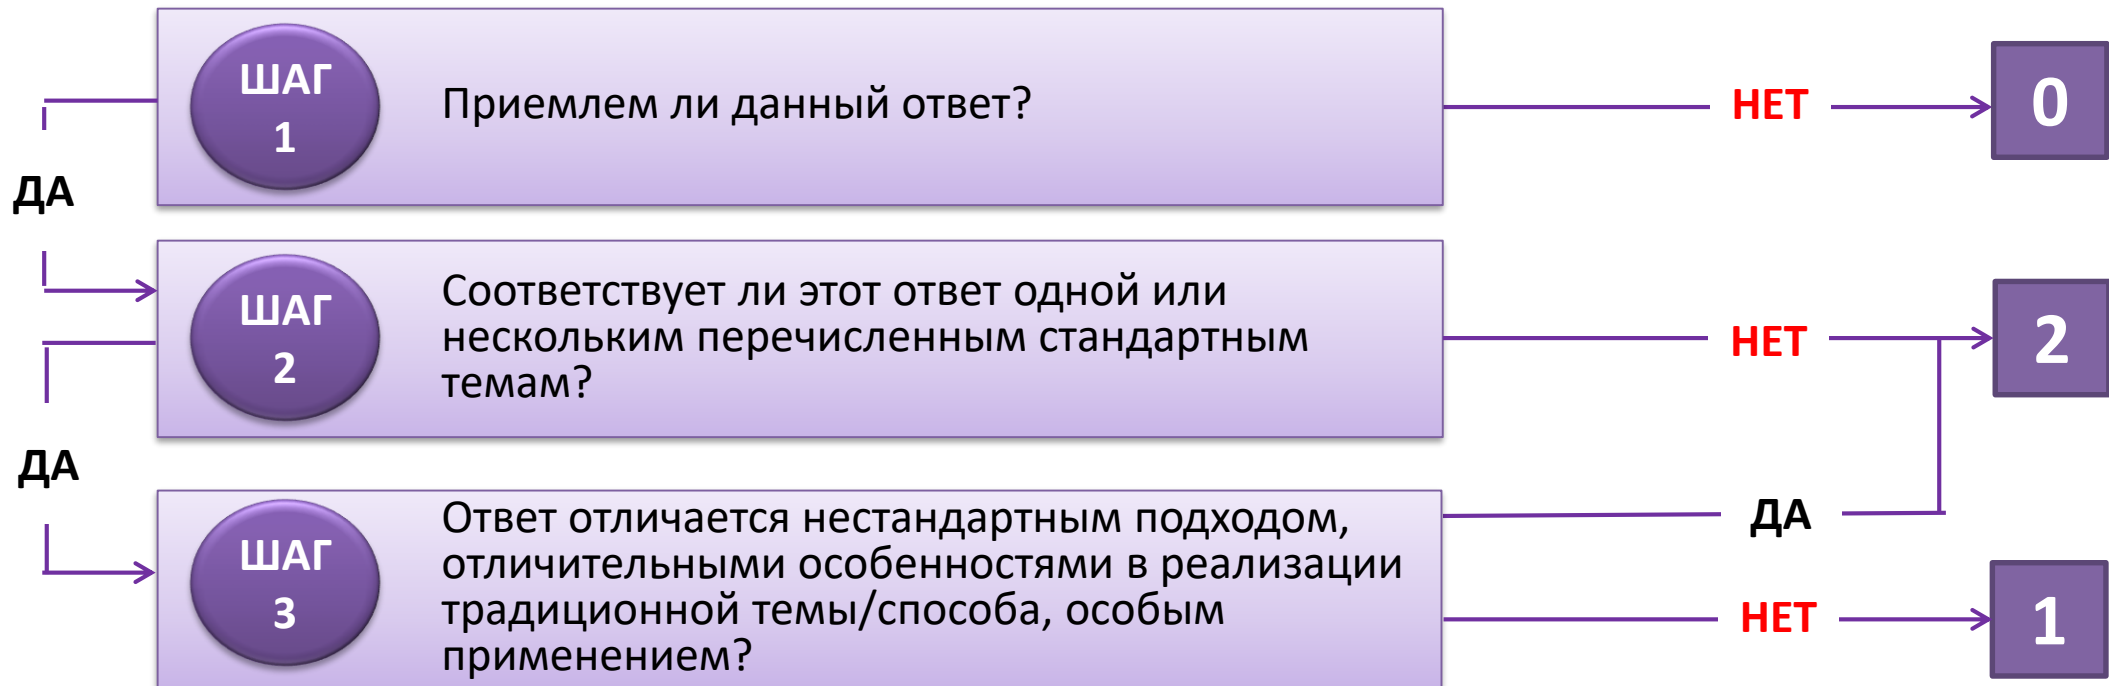 ШАГ
1
Приемлем ли данный ответ?
НЕТ
0
ДА
ШАГ
2
Соответствует ли этот ответ одной или
нескольким перечисленным стандартным
темам?
НЕТ
2
ДА
ШАГ
3
Ответ отличается нестандартным подходом,
отличительными особенностями в реализации
традиционной темы/способа, особым
применением?
ДА
НЕТ
1